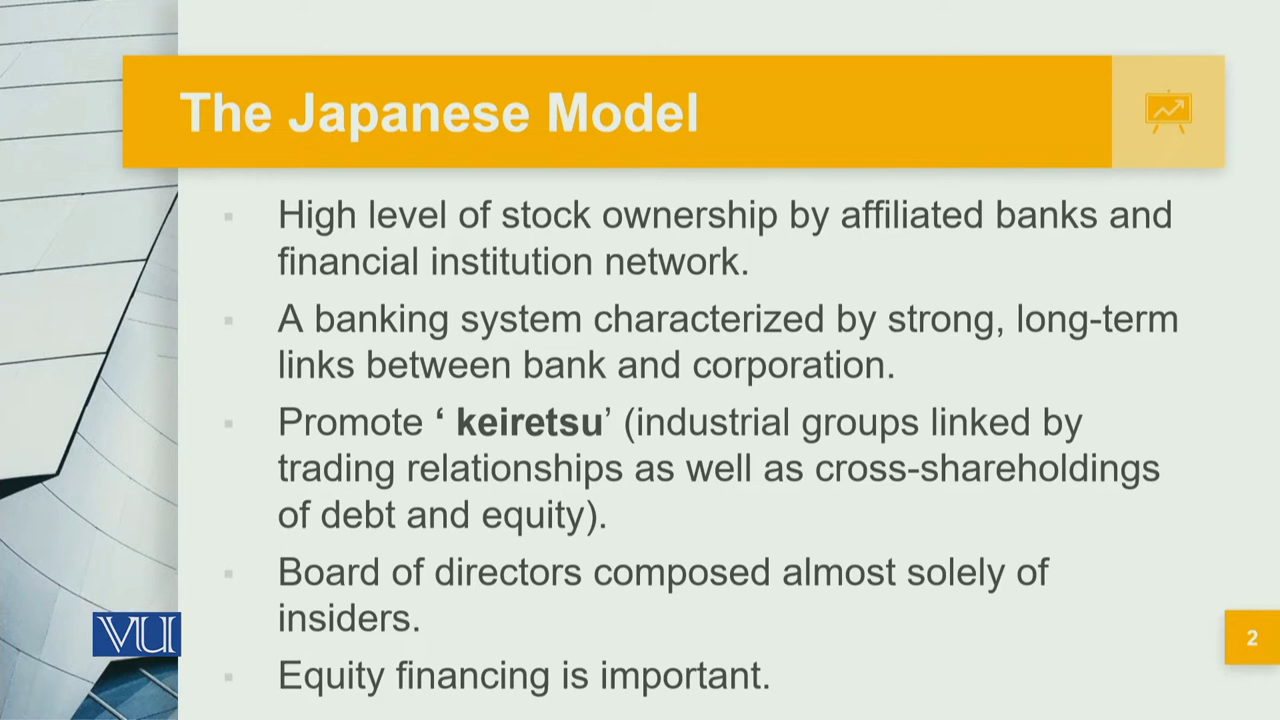 The Japanese Model
High level of stock ownership by affiliated banks and
financial institution network.
A banking system characterized by strong, long-term
links between bank and corporation.
Promote ‘ keiretsu’ (industrial groups linked by
trading relationships as well as cross-shareholdings
of debt and equity).
Board of directors composed almost solely of
insiders.
Equity financing is important.
VU
2